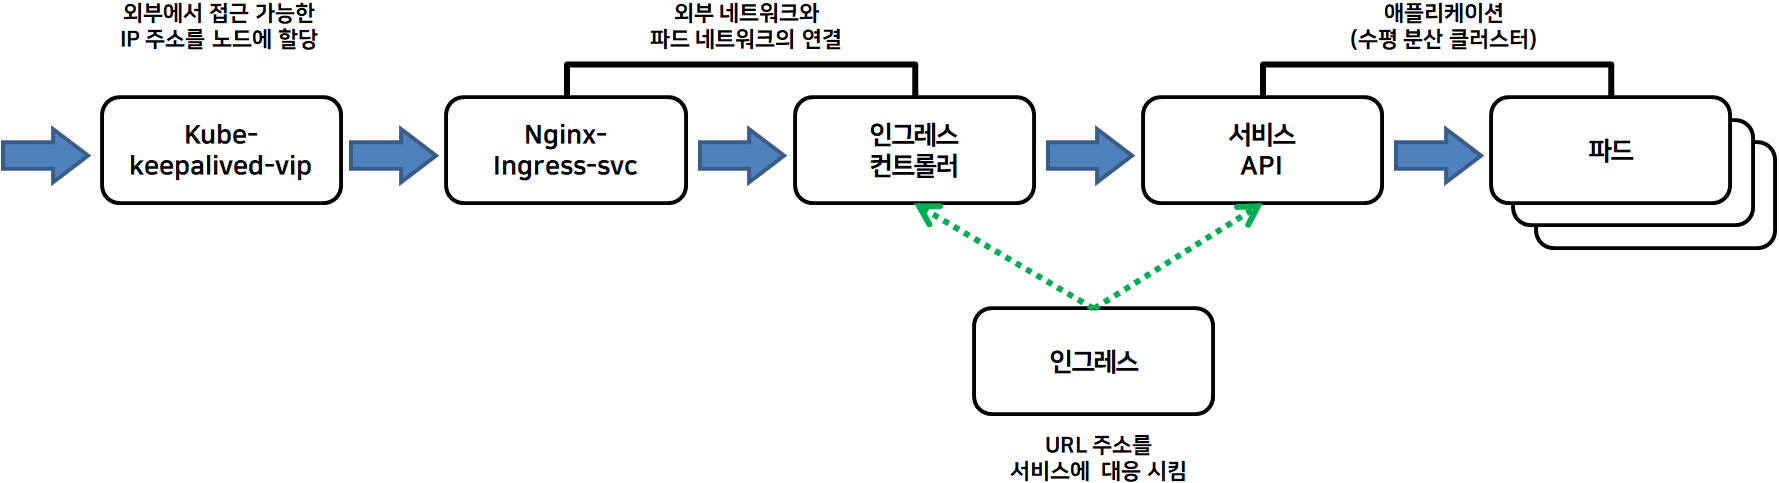 외부에서 접근 가능한
IP 주소를 노드에 할당
외부 네트워크와
파드 네트워크의 연결
애플리케이션
(수평 분산 클러스터)
Kube-
keepalived-vip
Nginx-
Ingress-svc
인그레스
컨트롤러
서비스
API
파드
인그레스
URL 주소를
서비스에 대응 시킴